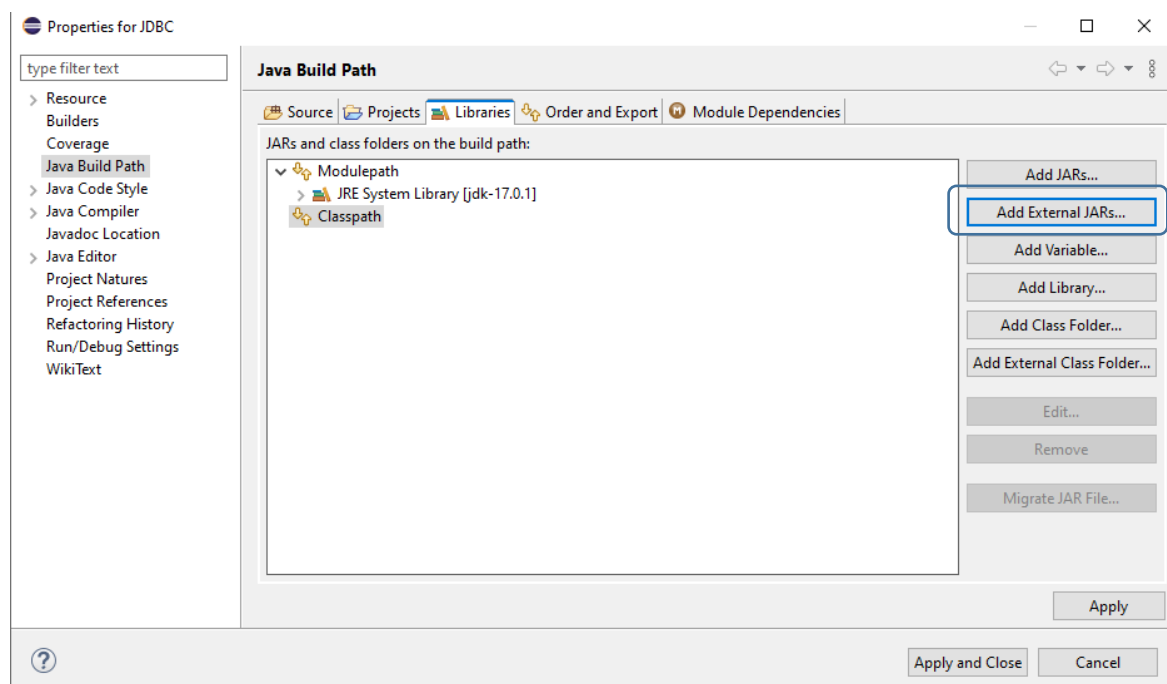 Properties for JDBC
type filter text
Resource
Builders
Coverage
Java Build Path
Java Code Style
Java Compiler
Javadoc Location
Java Editor
Project Natures
Project References
Refactoring History
Run/Debug Settings
WikiText
Java Build Path
Source Projects Libraries Order and Export M Module Dependencies
JARs and class folders on the build path:
Modulepath
JRE System Library [jdk-17.0.1]
Classpath
Add JARs...
Add External JARs...
Add Variable...
Add Library...
Add Class Folder...
Add External Class Folder...
Edit...
Remove
Migrate JAR File...
Apply
?
Apply and Close Cancel